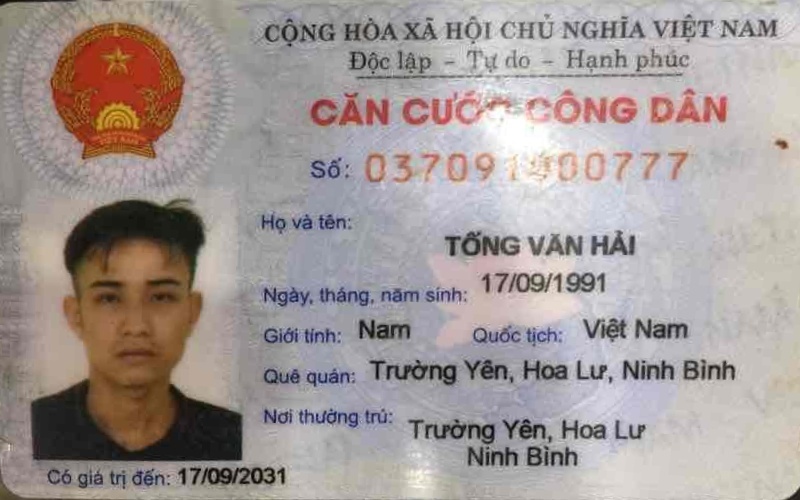 CỘNG HÒA XÃ HỘI CHỦ NGHĨA VIỆT NAM
Độc lập - Tự do - Hạnh phúc
CĂN CƯỚC CÔNG DÂN
Số:
Họ và tên:
TỐNG VĂN HẢI
Ngày, tháng, năm sinh: 17/09/1991
Giới tính: Nam Quốc tịch: Việt Nam
Quê quán: Trường Yên, Hoa Lư, Ninh Bình
Nơi thường trú: Trường Yên, Hoa Lư
Ninh Bình
Có giá trị đến: 17/09/2031